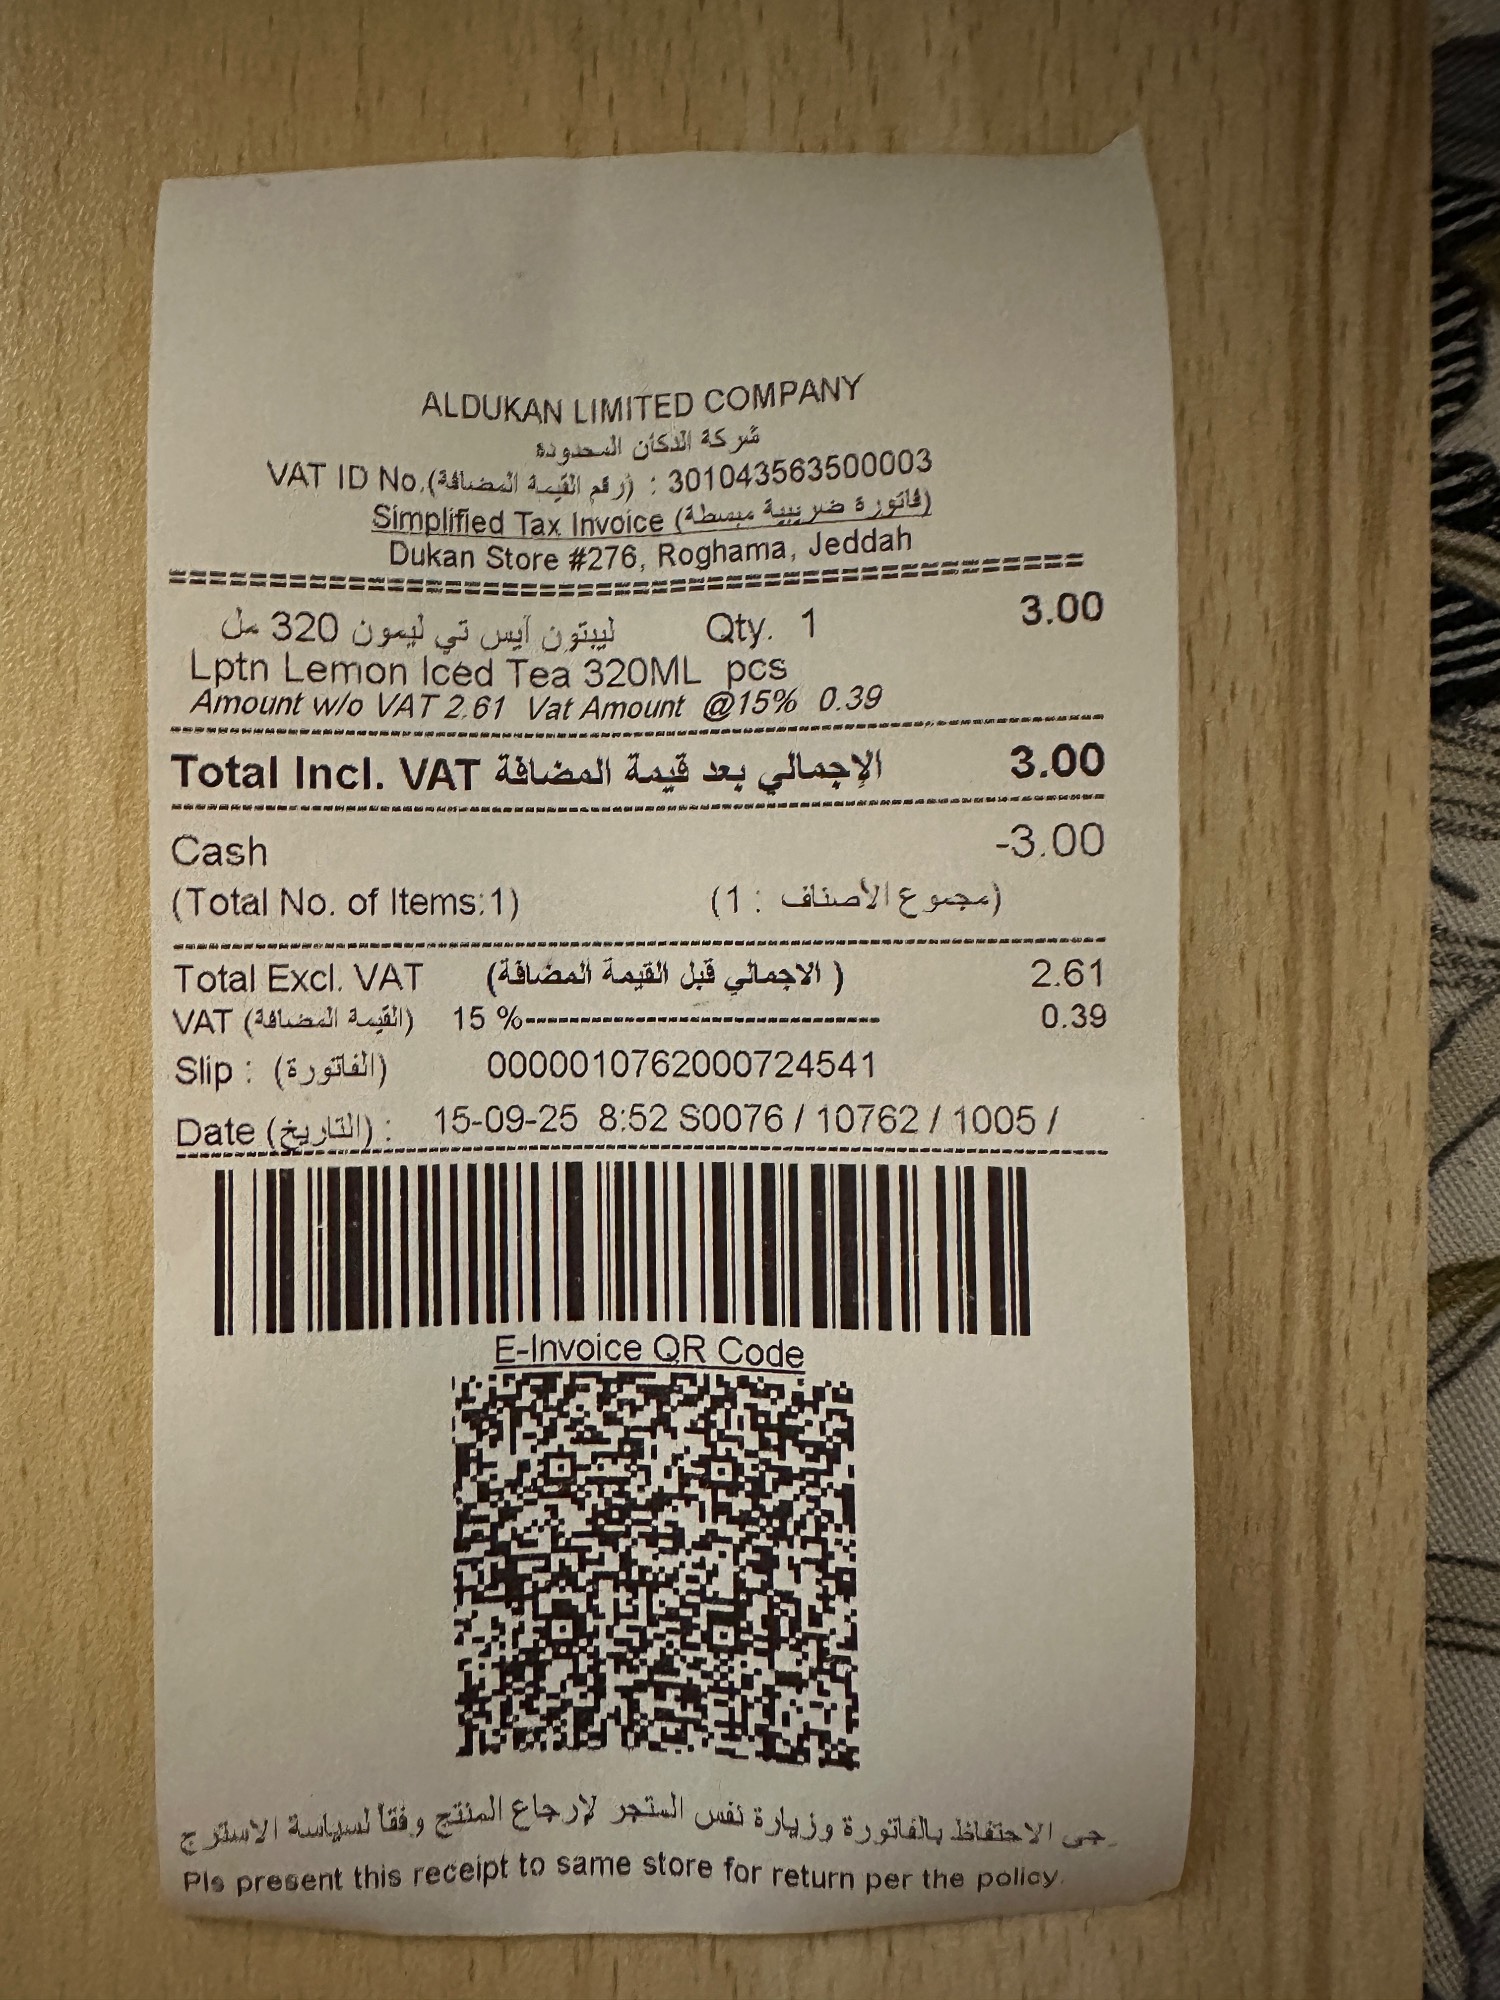 ALDUKAN LIMITED COMPANY
شركة الدكان المحدودة
VAT ID No.(رقم القيمة المضافة) : 301043563500003
Simplified Tax Invoice (فاتورة ضريبية مبسطة)
Dukan Store #276, Roghama, Jeddah
================================================
ليبتون آيس تي ليمون 320 مل Qty. 1 3.00
Lptn Lemon Iced Tea 320ML pcs
Amount w/o VAT 2.61 Vat Amount @15% 0.39
Total Incl. VAT الإجمالي بعد قيمة المضافة 3.00
Cash -3.00
(Total No. of Items:1) (مجموع الأصناف : 1)
Total Excl. VAT (الاجمالي قبل القيمة المضافة ) 2.61
VAT (القيمة المضافة) 15 %-------------------------------- 0.39
Slip : (الفاتورة) 0000010762000724541
Date (التاريخ) : 15-09-25 8:52 S0076 / 10762 / 1005 /
E-Invoice QR Code
جى الاحتفاظ بالفاتورة وزيارة نفس المتجر لإرجاع المنتج وفقا لسياسة الاسترج
Pls present this receipt to same store for return per the policy.